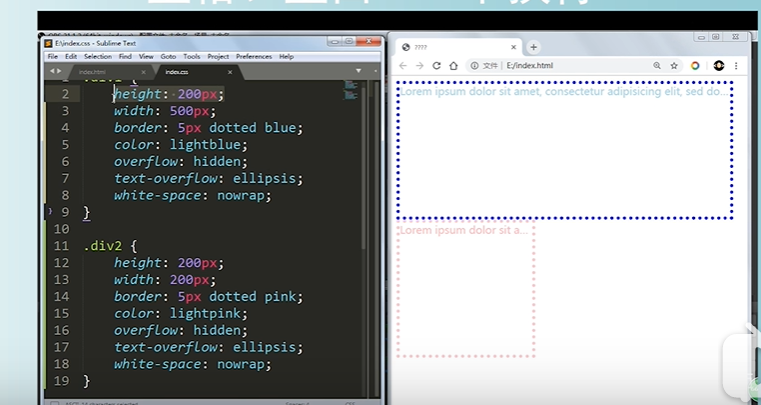 E:\index.css - Sublime Text
File Edit Selection Find View Goto Tools Project Preferences Help
index.html
index.css
2 height: 200px;
3 width: 500px;
4 border: 5px dotted blue;
5 color: lightblue;
6 overflow: hidden;
7 text-overflow: ellipsis;
8 white-space: nowrap;
9 }
10
11 .div2 {
12 height: 200px;
13 width: 200px;
14 border: 5px dotted pink;
15 color: lightpink;
16 overflow: hidden;
17 text-overflow: ellipsis;
18 white-space: nowrap;
19 }
????
文件 E:/index.html
Lorem ipsum dolor sit amet, consectetur adipisicing elit, sed do...
Lorem ipsum dolor sit a...